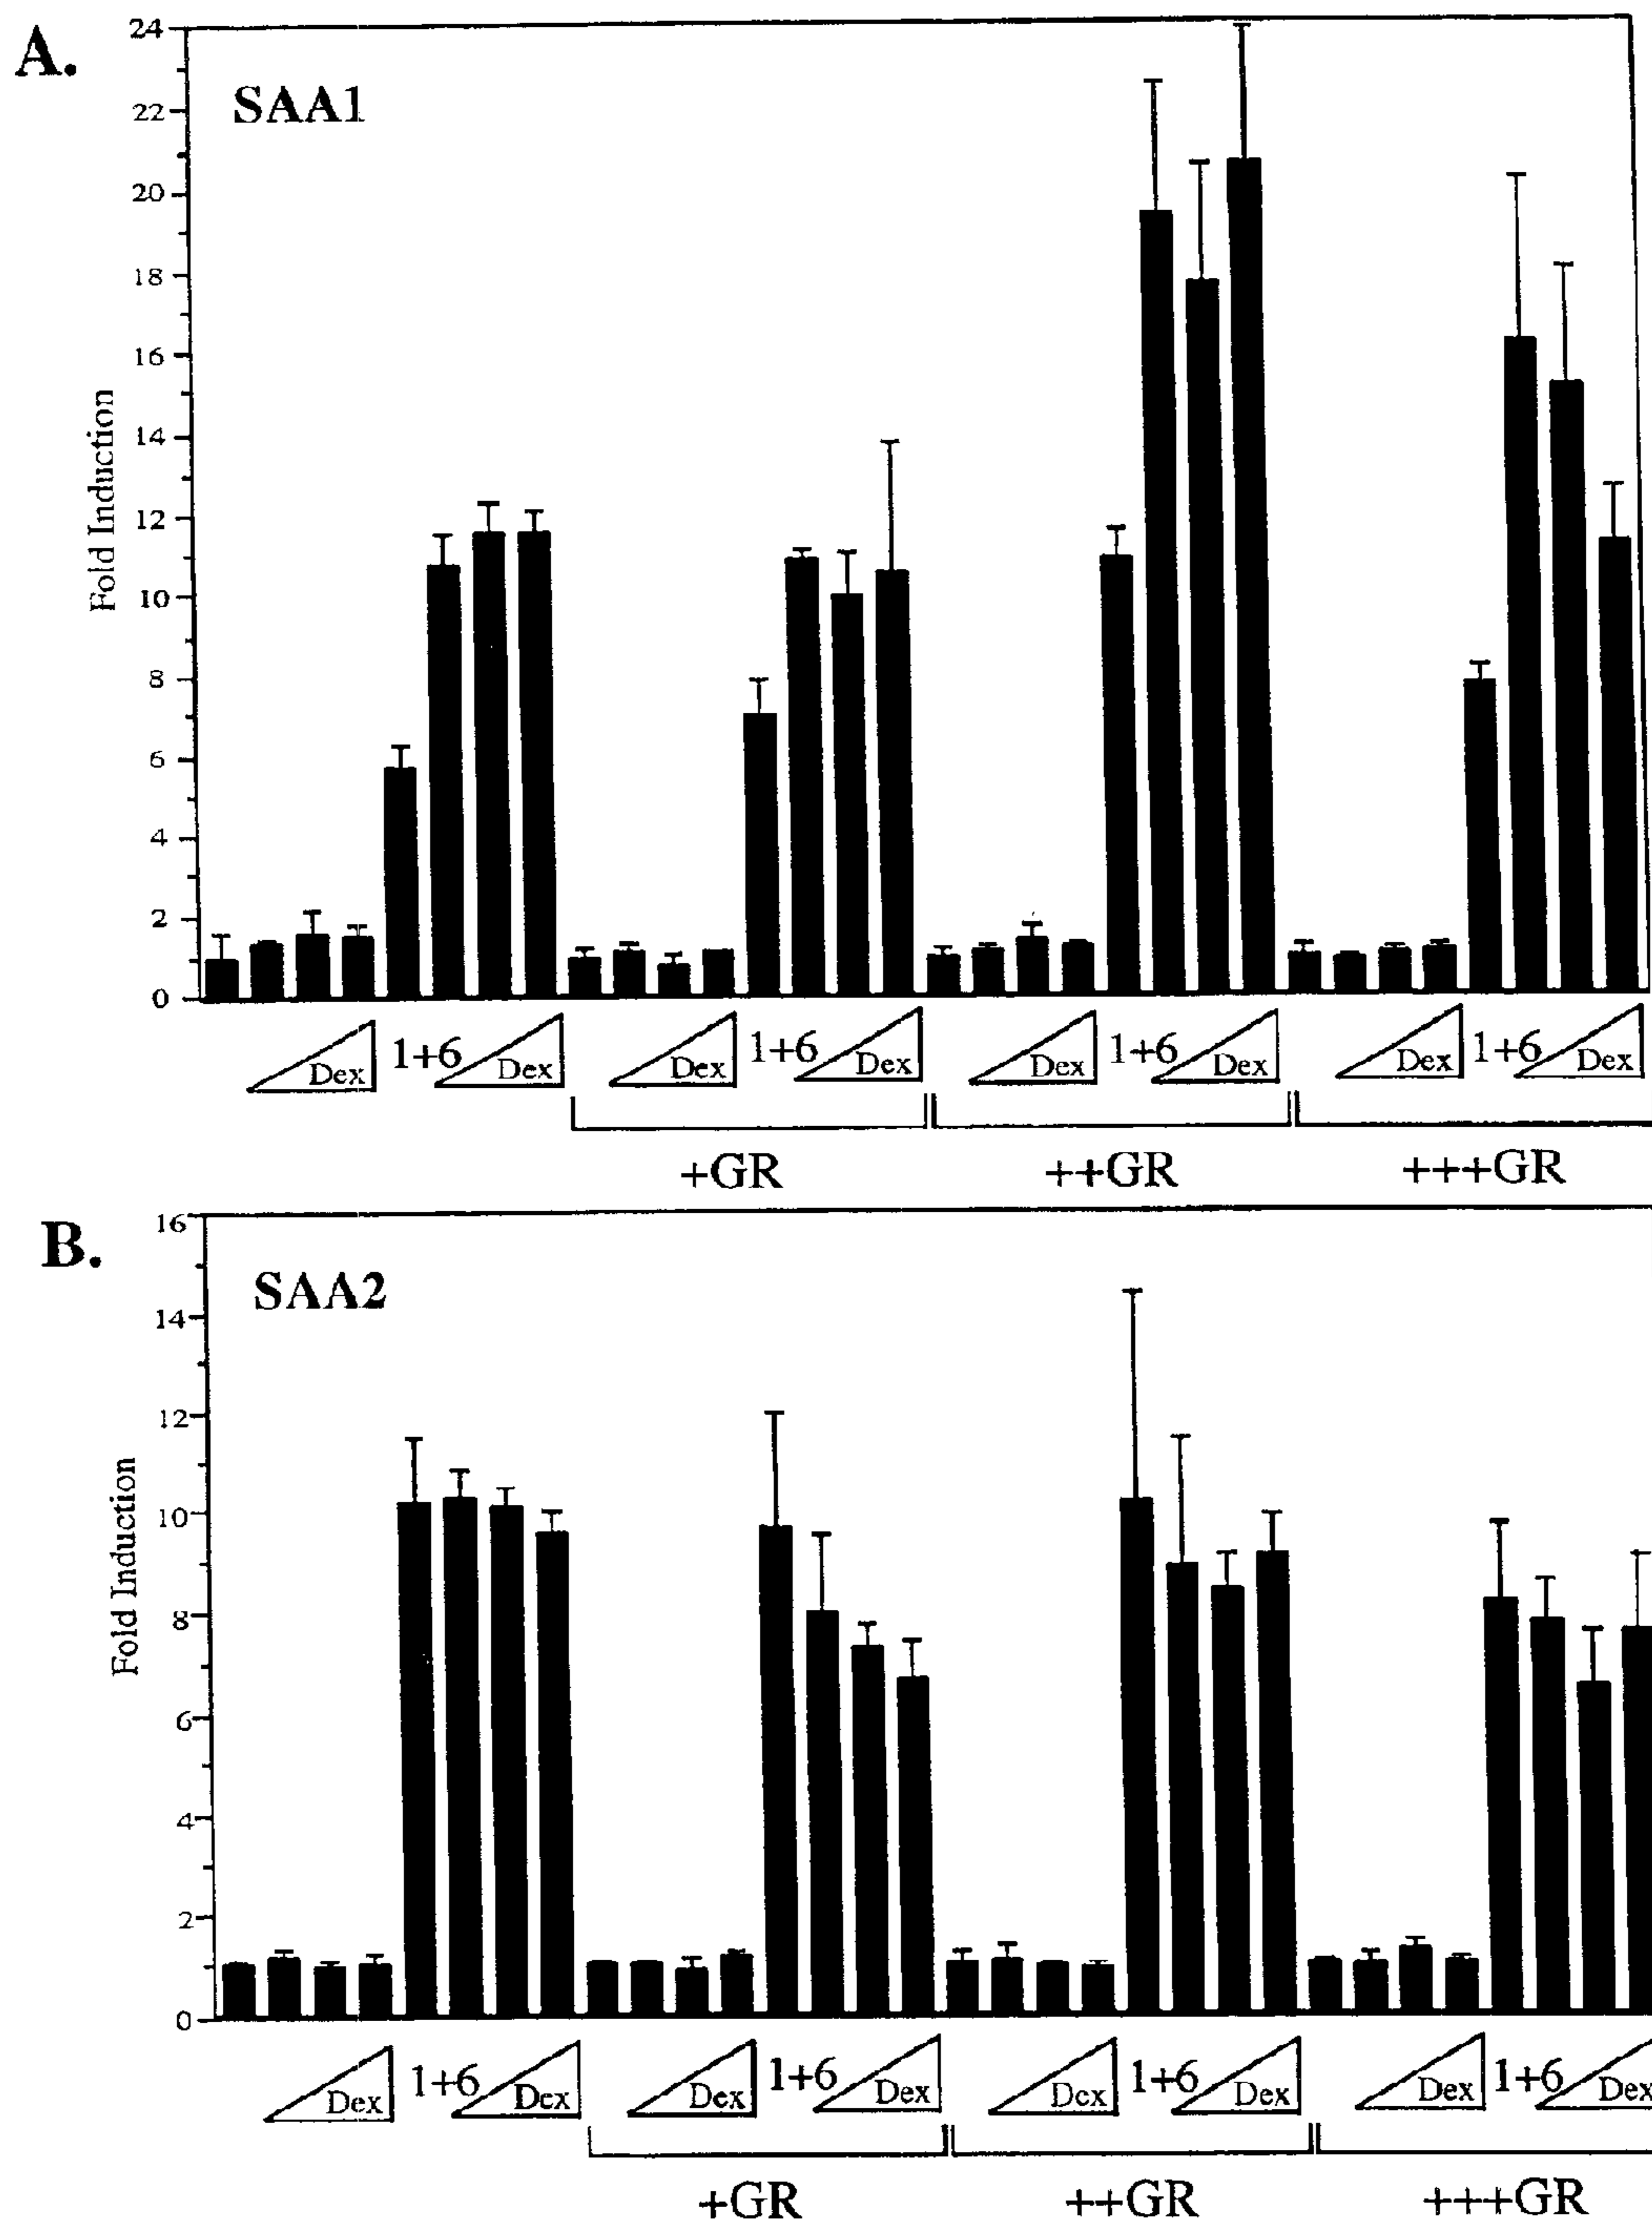 A.
SAA1
Fold Induction
24
22
20
18
16
14
12
10
8
6
4
2
0
Dex 1+6 Dex Dex 1+6 Dex Dex 1+6 Dex Dex 1+6 Dex
+GR ++GR +++GR
B.
SAA2
Fold Induction
16
14
12
10
8
6
4
2
0
Dex 1+6 Dex Dex 1+6 Dex Dex 1+6 Dex Dex 1+6 Dex
+GR ++GR +++GR